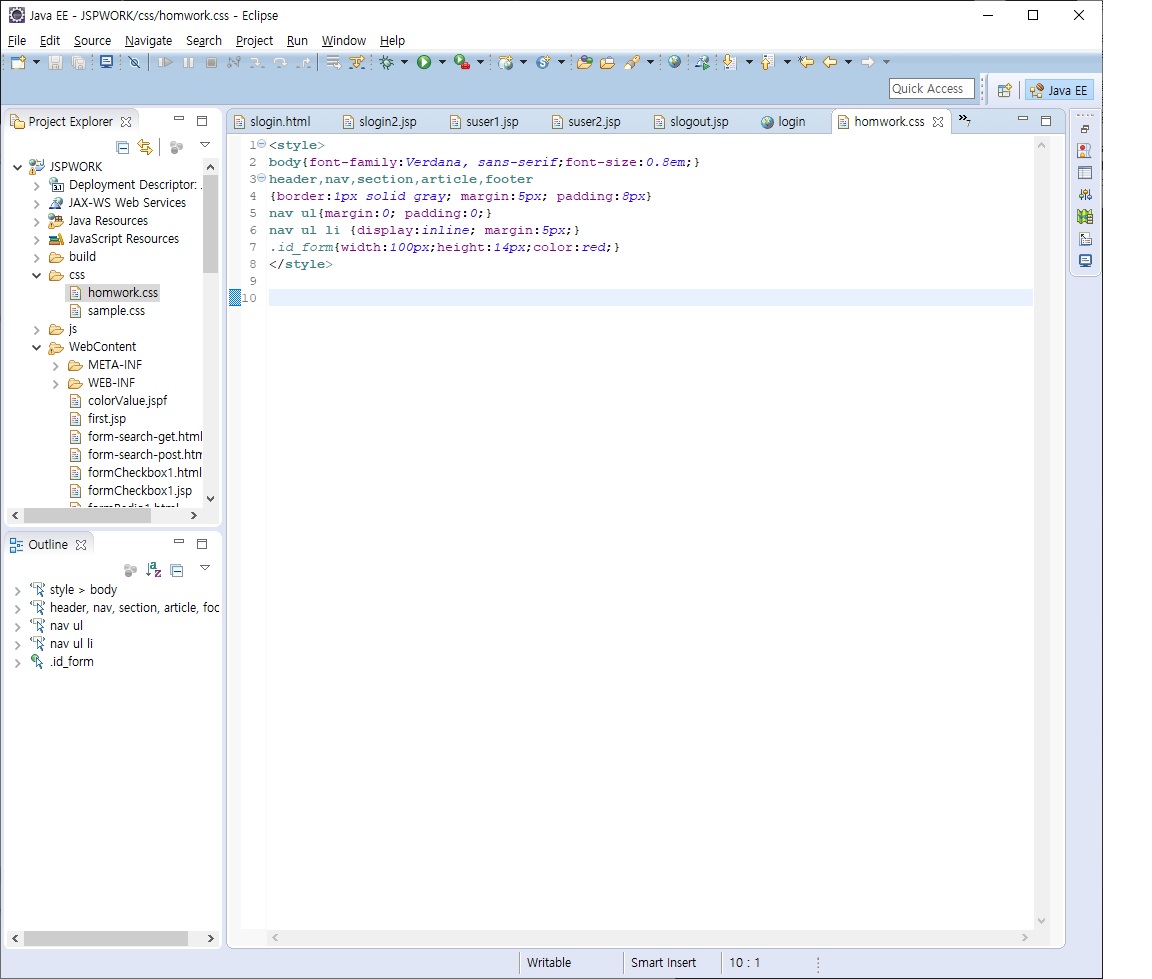 Java EE - JSPWORK/css/homwork.css - Eclipse
File Edit Source Navigate Search Project Run Window Help
Quick Access
Java EE
Project Explorer
JSPWORK
Deployment Descriptor: .
JAX-WS Web Services
Java Resources
JavaScript Resources
build
css
homwork.css
sample.css
js
WebContent
META-INF
WEB-INF
colorValue.jspf
first.jsp
form-search-get.html
form-search-post.htm
formCheckbox1.html
formCheckbox1.jsp
formRadio1.html
Outline
style > body
header, nav, section, article, foc
nav ul
nav ul li
.id_form
slogin.html slogin2.jsp suser1.jsp suser2.jsp slogout.jsp login homwork.css »7
1 <style>
2 body{font-family:Verdana, sans-serif;font-size:0.8em;}
3 header,nav,section,article,footer
4 {border:1px solid gray; margin:5px; padding:8px}
5 nav ul{margin:0; padding:0;}
6 nav ul li {display:inline; margin:5px;}
7 .id_form{width:100px;height:14px;color:red;}
8 </style>
9
10
Writable Smart Insert 10 : 1